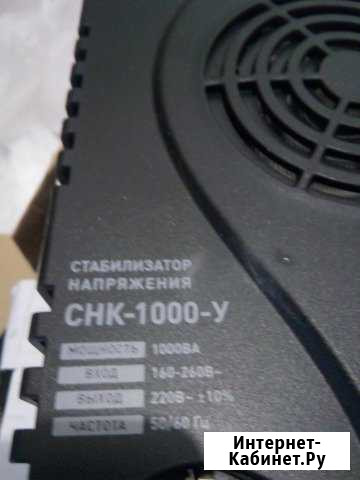 СТАБИЛИЗАТОР
НАПРЯЖЕНИЯ
СНК-1000-У
МОЩНОСТЬ 1000ВА
ВХОД 160-260В~
ВЫХОД 220В~ ±10%
ЧАСТОТА 50/60 Гц
Интернет-
Кабинет.Ру